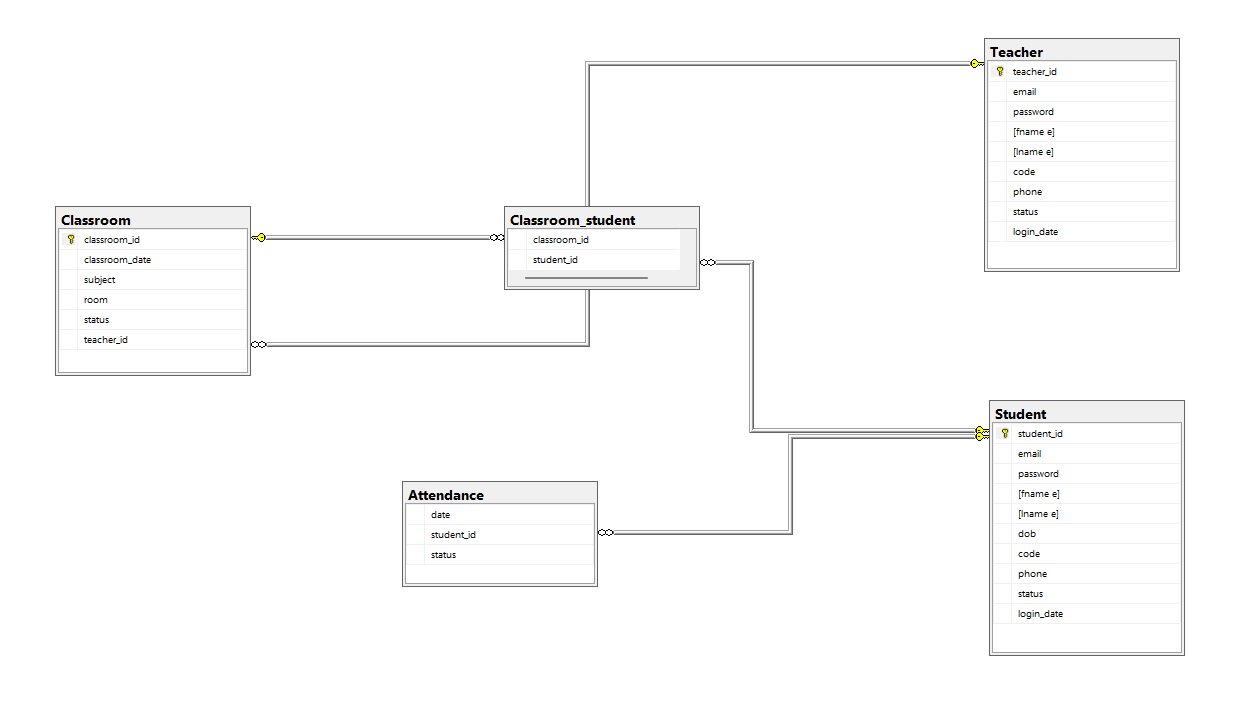 Teacher
teacher_id
email
password
[fname e]
[lname e]
code
phone
status
login_date
Classroom
classroom_id
classroom_date
subject
room
status
teacher_id
Classroom_student
classroom_id
student_id
Student
student_id
email
password
[fname e]
[lname e]
dob
code
phone
status
login_date
Attendance
date
student_id
status